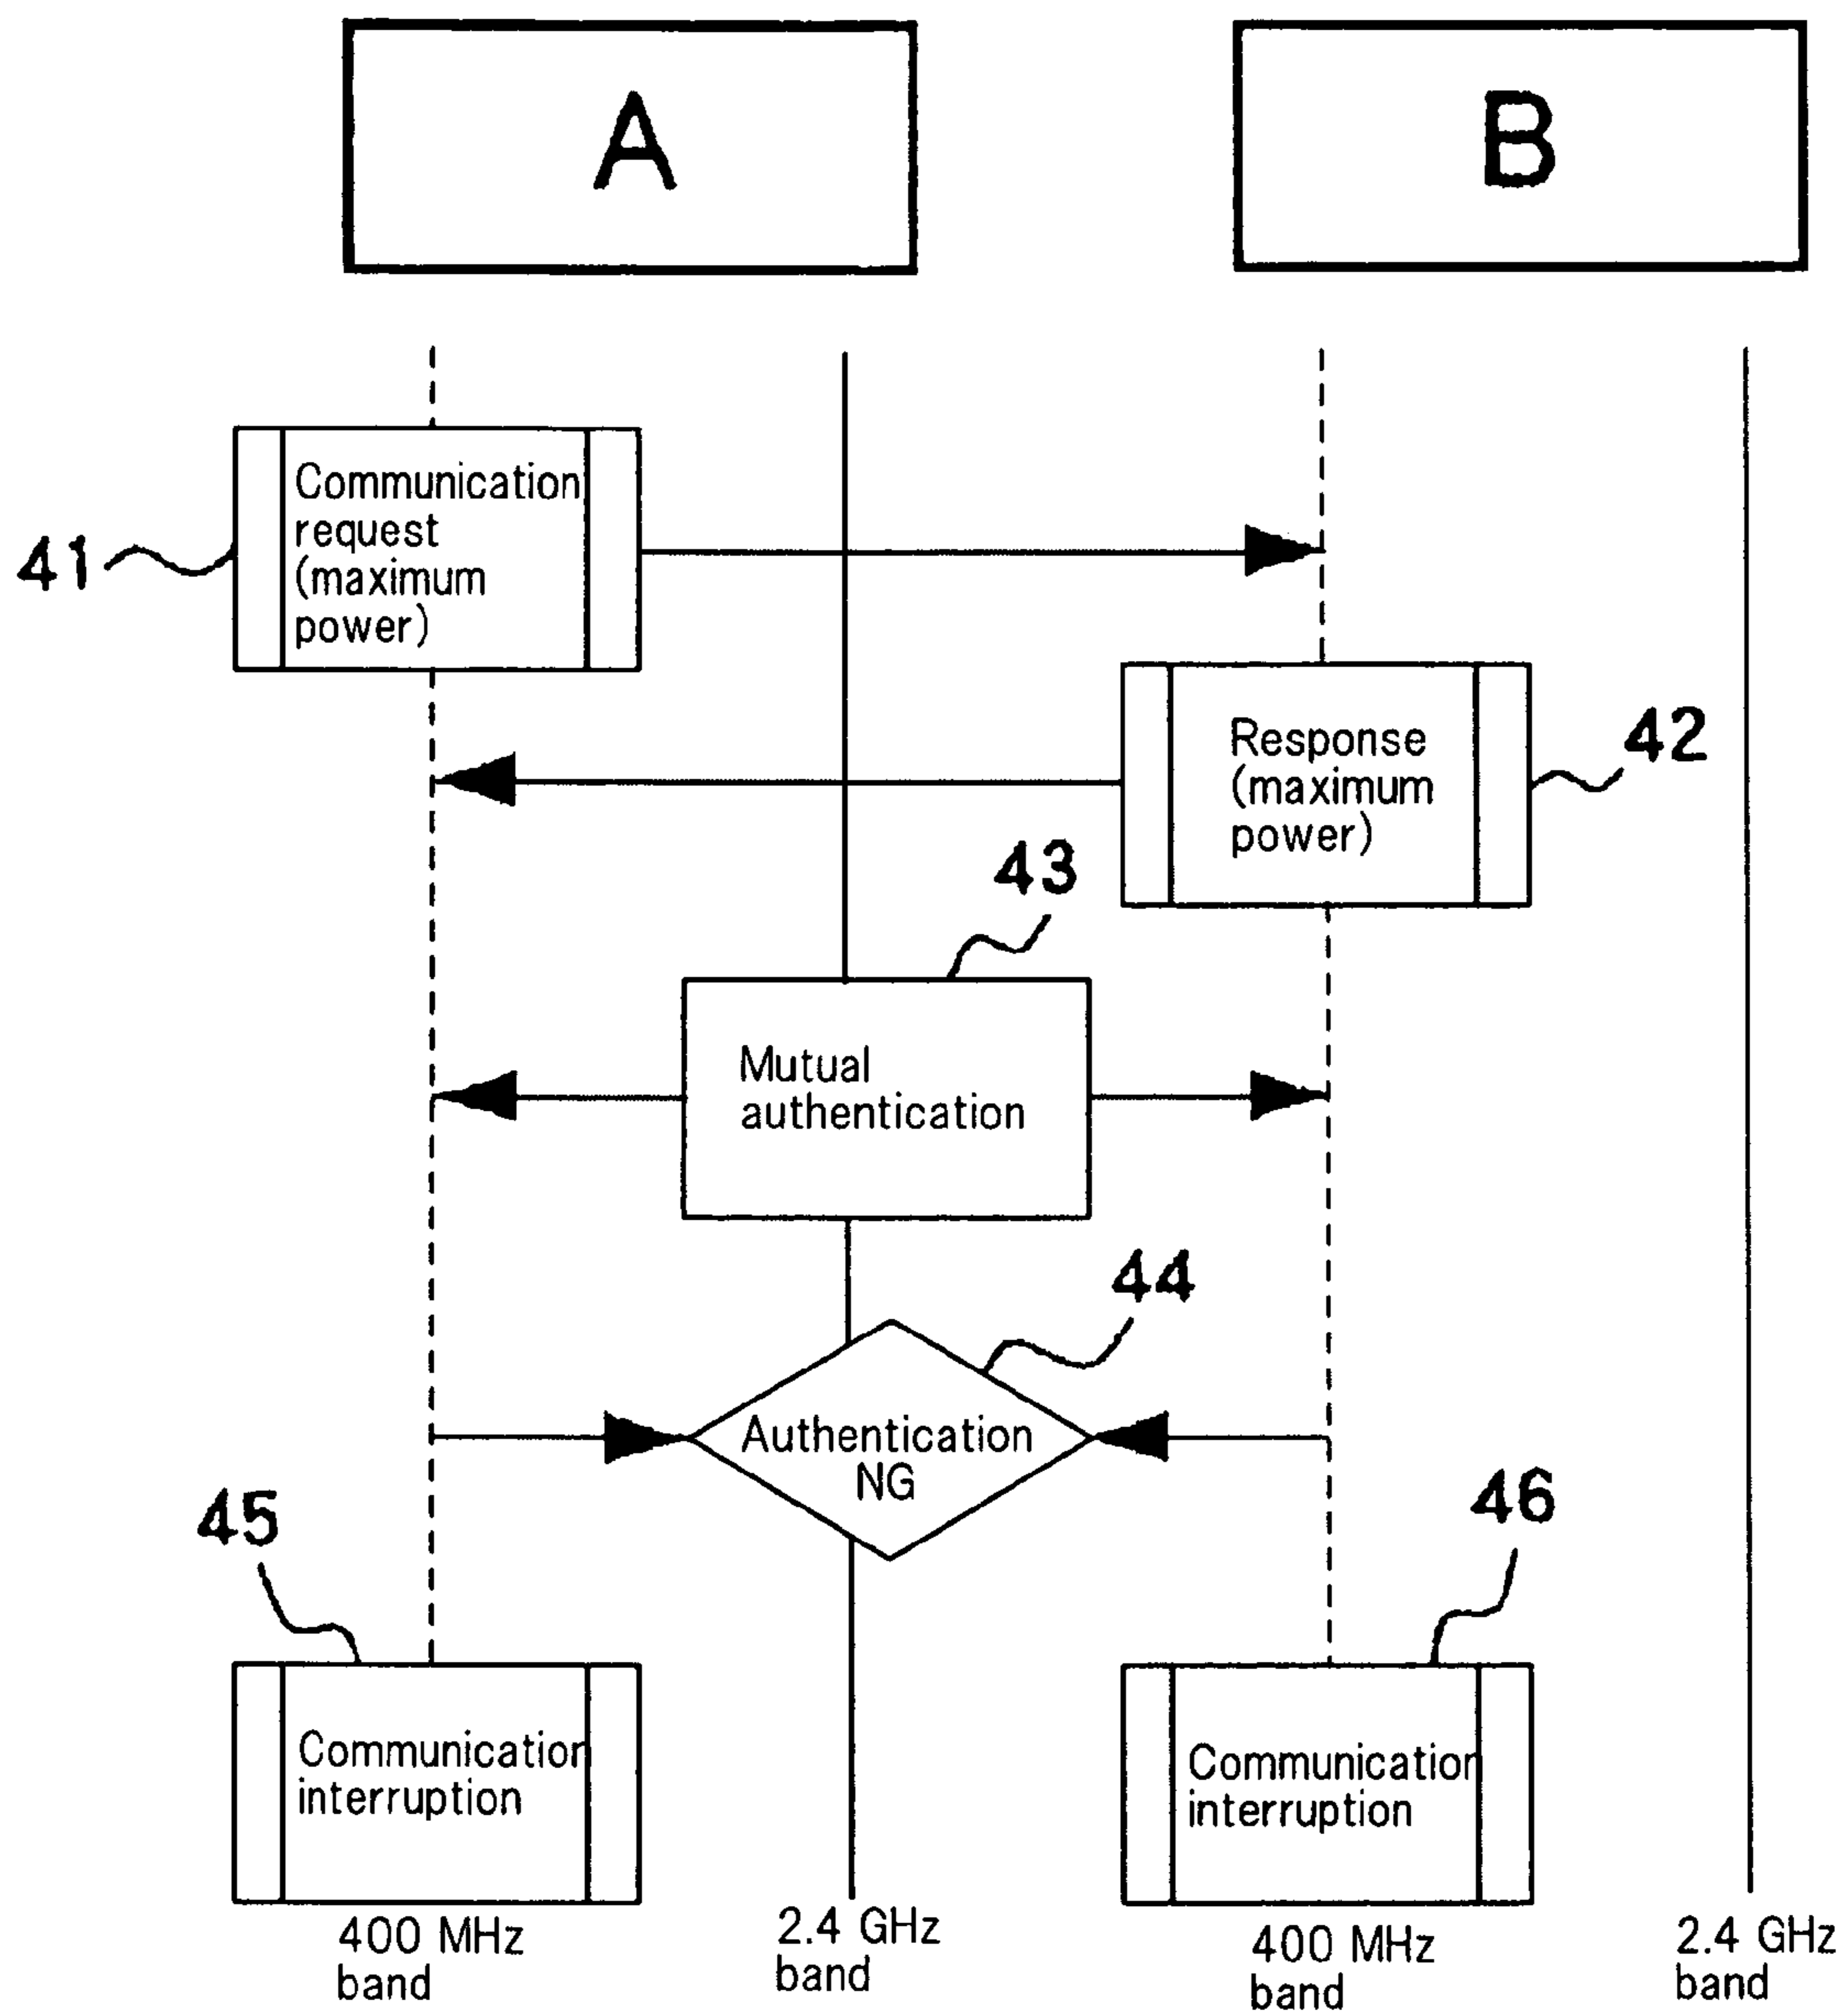 A
B
Communication
request
(maximum
power)
41
Response
(maximum
power)
42
43
Mutual
authentication
44
Authentication
NG
45
46
Communication
interruption
Communication
interruption
400 MHz
band
2.4 GHz
band
400 MHz
band
2.4 GHz
band